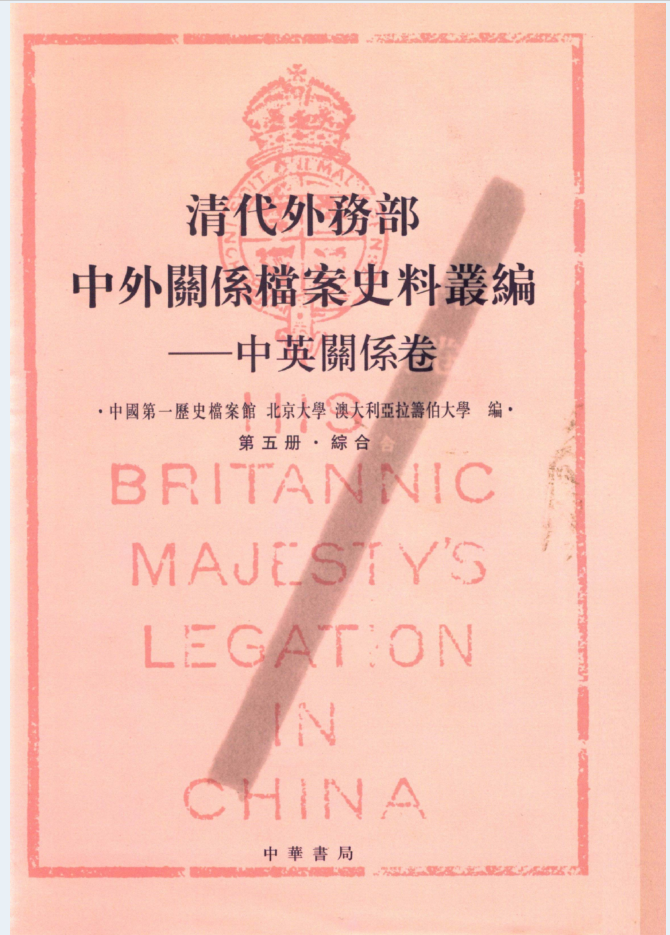 清代外務部
中外關係檔案史料叢編
——中英關係卷
·中國第一歷史檔案館 北京大學 澳大利亞拉籌伯大學 編·
第五册·綜合
HIS
BRITANNIC
MAJESTY'S
LEGATION
IN
CHINA
中華書局